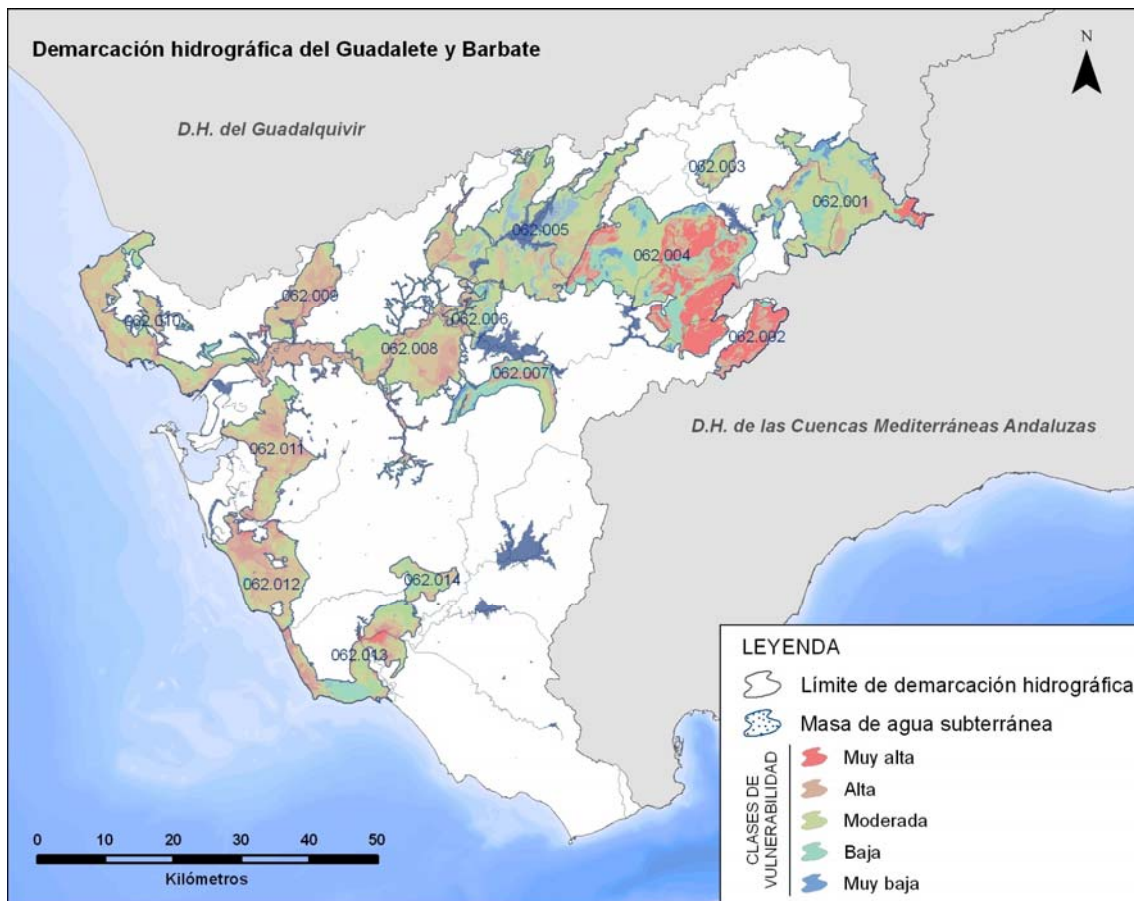 Demarcación hidrográfica del Guadalete y Barbate
N
D.H. del Guadalquivir
062.003
062.001
062.005
062.004
062.009
062.010
062.006
062.002
062.008
062.007
D.H. de las Cuencas Mediterráneas Andaluzas
062.011
062.014
062.012
062.013
LEYENDA
Límite de demarcación hidrográfica
Masa de agua subterránea
CLASES DE
VULNERABILIDAD
Muy alta
Alta
Moderada
Baja
Muy baja
0 10 20 30 40 50
Kilómetros